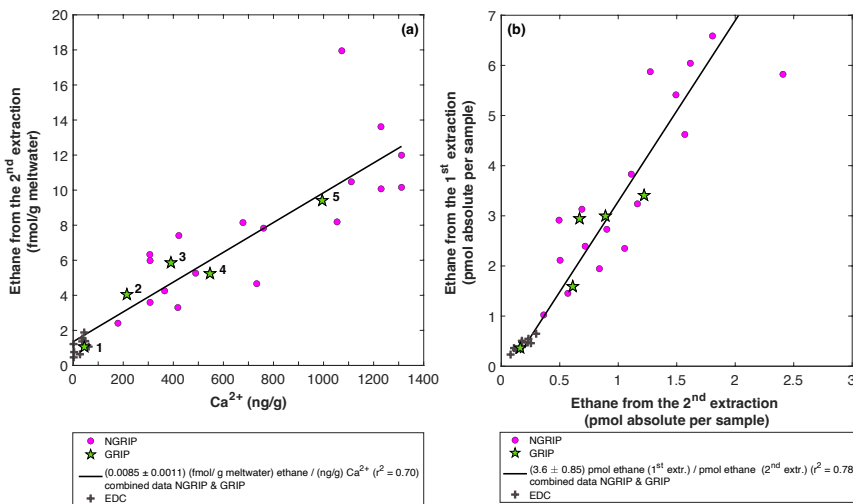 (a)
20
18
16
14
12
10
8
6
4
2
0
0 200 400 600 800 1000 1200 1400
Ethane from the 2nd extraction
(fmol/g meltwater)
Ca2+ (ng/g)
1
2
3
4
5
NGRIP
GRIP
(0.0085 ± 0.0011) (fmol/ g meltwater) ethane / (ng/g) Ca2+ (r2 = 0.70)
combined data NGRIP & GRIP
EDC
(b)
7
6
5
4
3
2
1
0
0 0.5 1 1.5 2 2.5 3
Ethane from the 1st extraction
(pmol absolute per sample)
Ethane from the 2nd extraction
(pmol absolute per sample)
NGRIP
GRIP
(3.6 ± 0.85) pmol ethane (1st extr.) / pmol ethane (2nd extr.) (r2 = 0.78
combined data NGRIP & GRIP
EDC